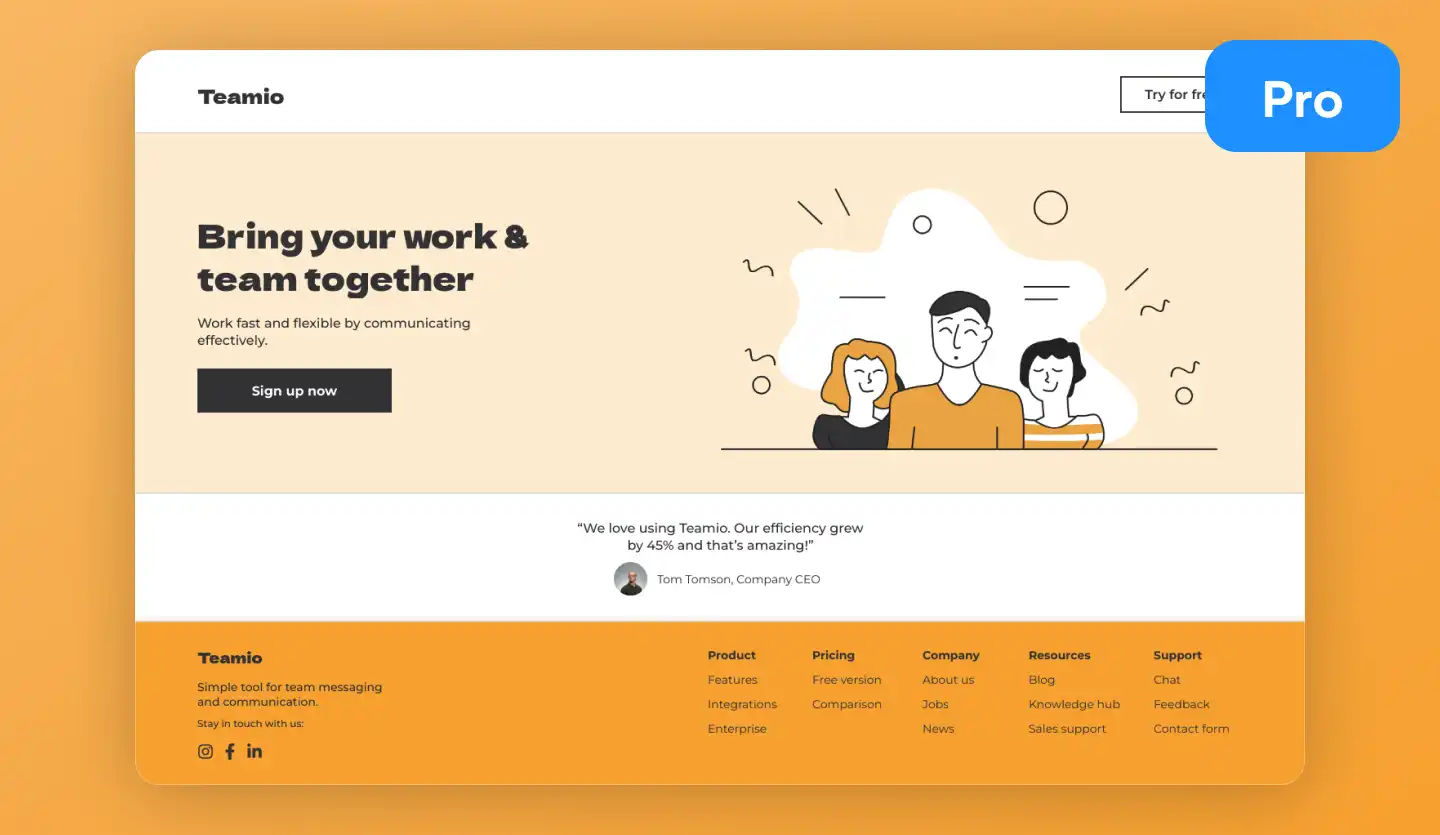 Teamio
Try for fre
Pro
Bring your work &
team together
Work fast and flexible by communicating
effectively.
Sign up now
“We love using Teamio. Our efficiency grew
by 45% and that’s amazing!”
Tom Tomson, Company CEO
Teamio
Simple tool for team messaging
and communication.
Stay in touch with us:
Product
Features
Integrations
Enterprise
Pricing
Free version
Comparison
Company
About us
Jobs
News
Resources
Blog
Knowledge hub
Sales support
Support
Chat
Feedback
Contact form